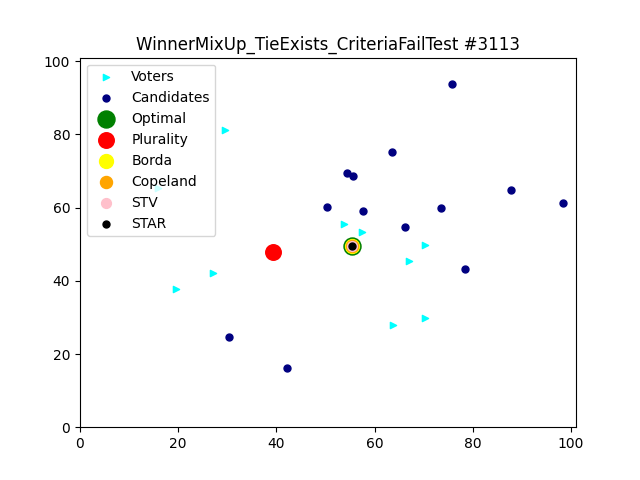 WinnerMixUp_TieExists_CriteriaFailTest #3113
100
80
60
40
20
0
Voters
Candidates
Optimal
Plurality
Borda
Copeland
STV
STAR
0 20 40 60 80 100